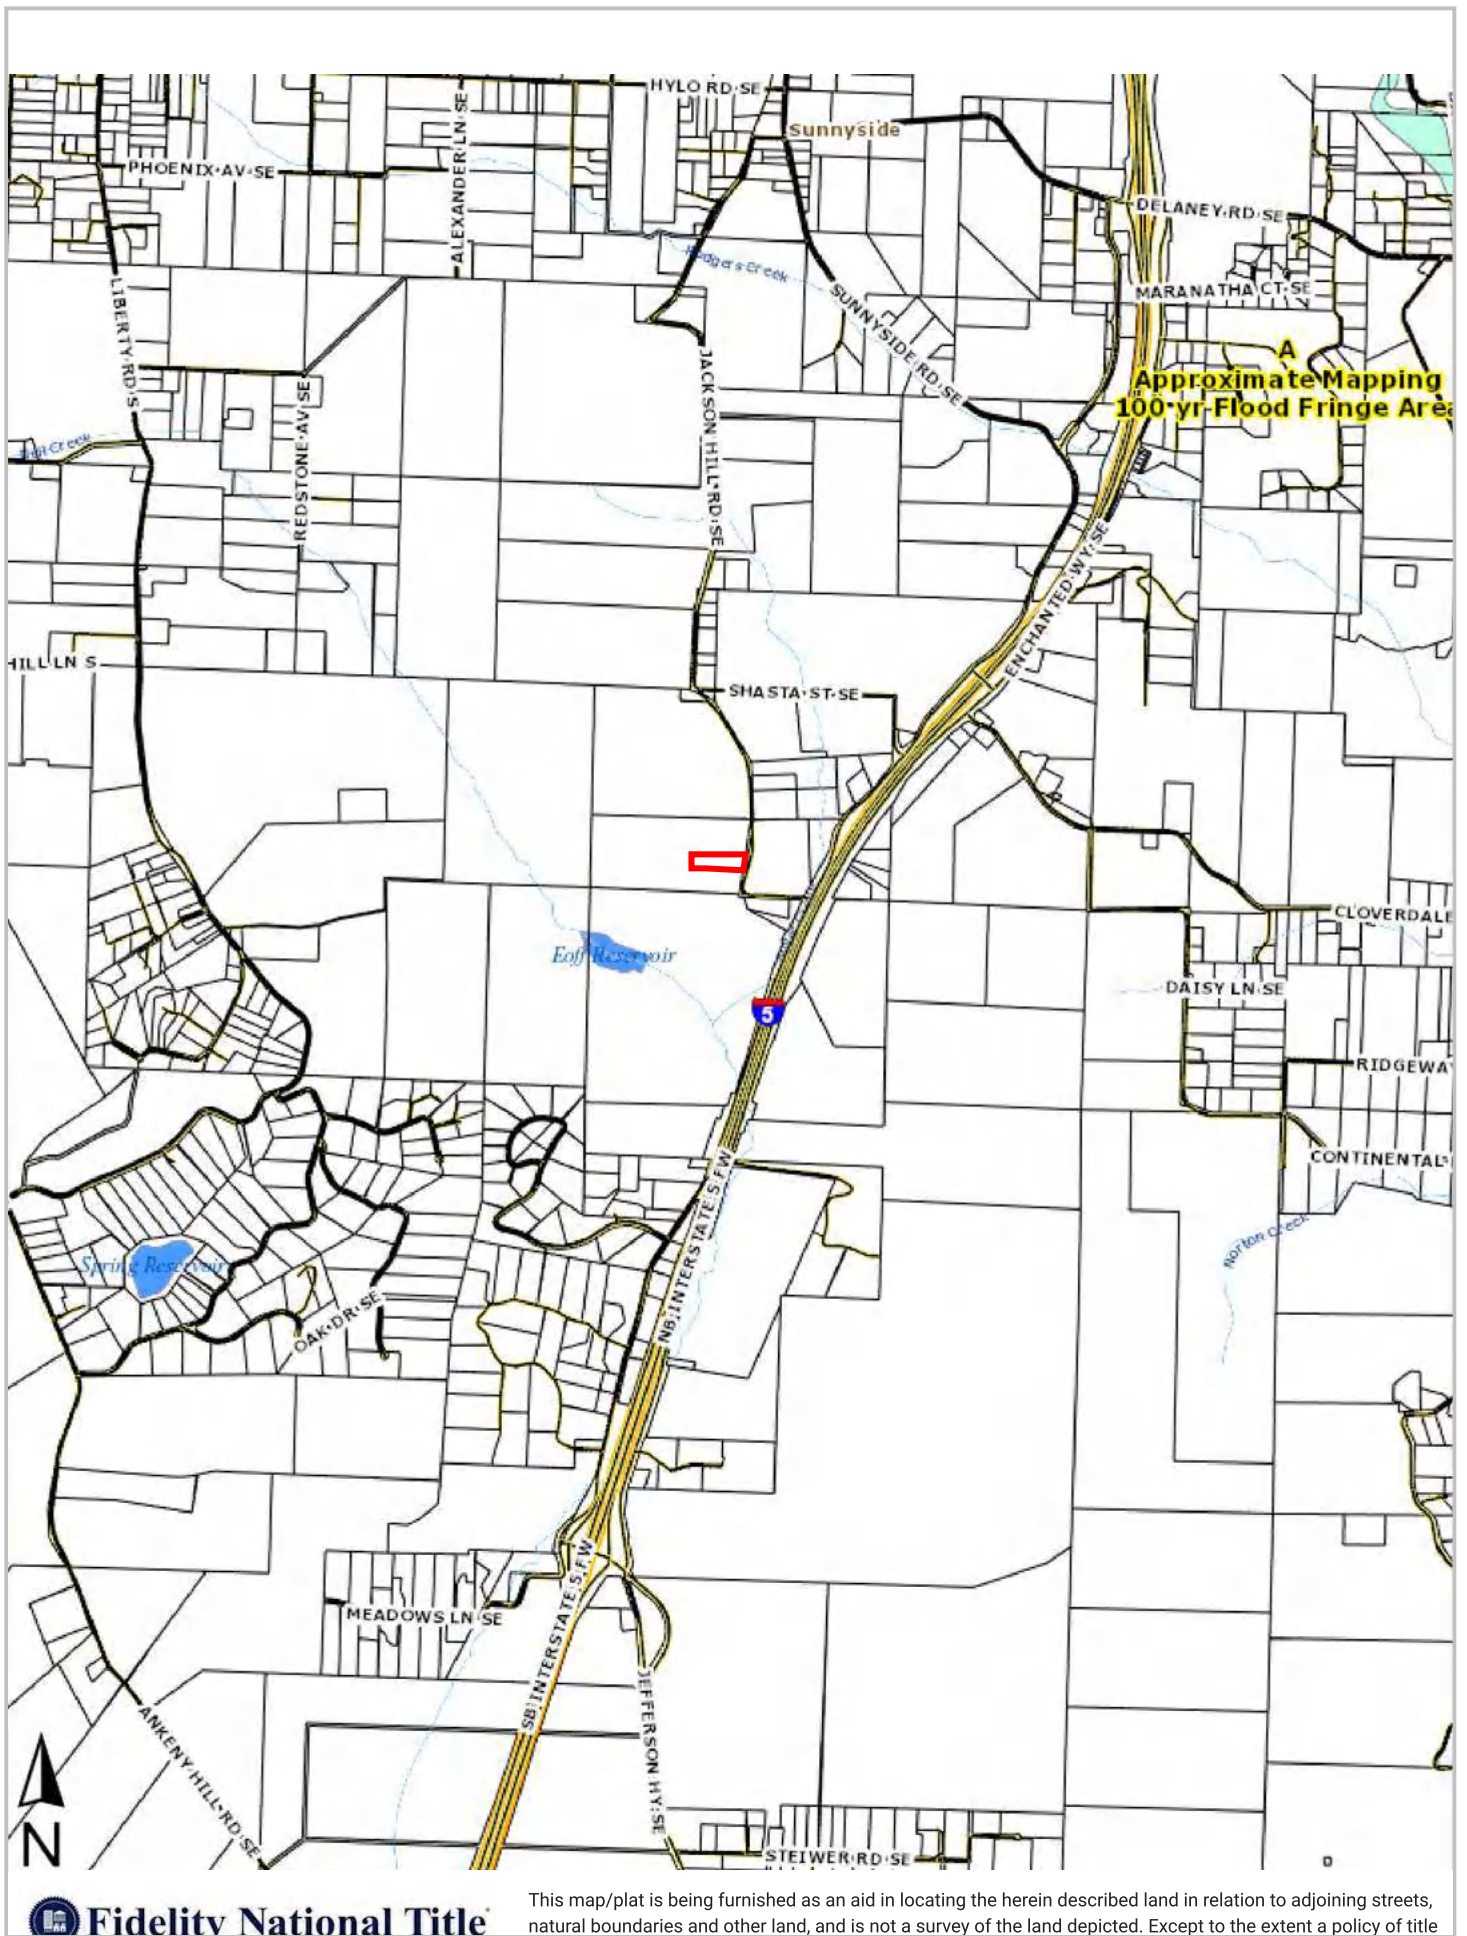 HYLO RD SE
Sunnyside
PHOENIX AV SE
ALEXANDER LN SE
DELANEY RD SE
Rodgers Creek
MARANATHA CT SE
LIBERTY RD S
SUNNYSIDE RD SE
JACKSON HILL RD SE
A
Approximate Mapping
100 yr Flood Fringe Area
REDSTONE AV SE
Creek
ENCHANTED WY SE
HILL LN S
SHASTA ST SE
CLOVERDALE
Eoff Reservoir
DAISY LN SE
5
RIDGEWAY
CONTINENTAL
NB INTERSTATE 5 FW
Norton Creek
Spring Reservoir
OAK DR SE
SB INTERSTATE 5 FW
MEADOWS LN SE
JEFFERSON HY SE
ANKENY HILL RD SE
N
STEIWER RD SE
D
Fidelity National Title
This map/plat is being furnished as an aid in locating the herein described land in relation to adjoining streets,
natural boundaries and other land, and is not a survey of the land depicted. Except to the extent a policy of title